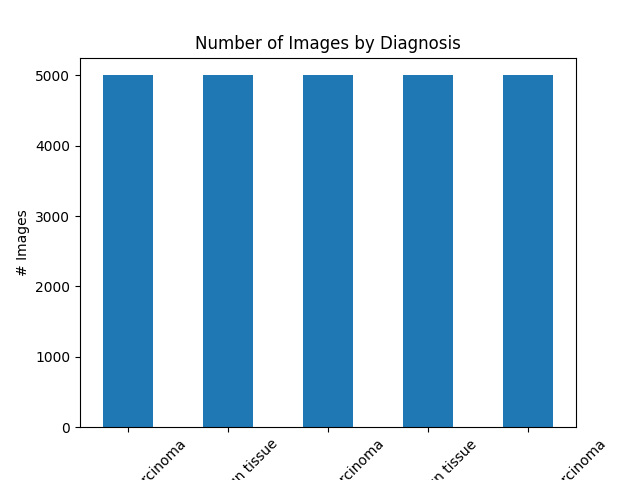 Number of Images by Diagnosis
# Images
5000
4000
3000
2000
1000
0
rcinoma
n tissue
rcinoma
n tissue
rcinoma